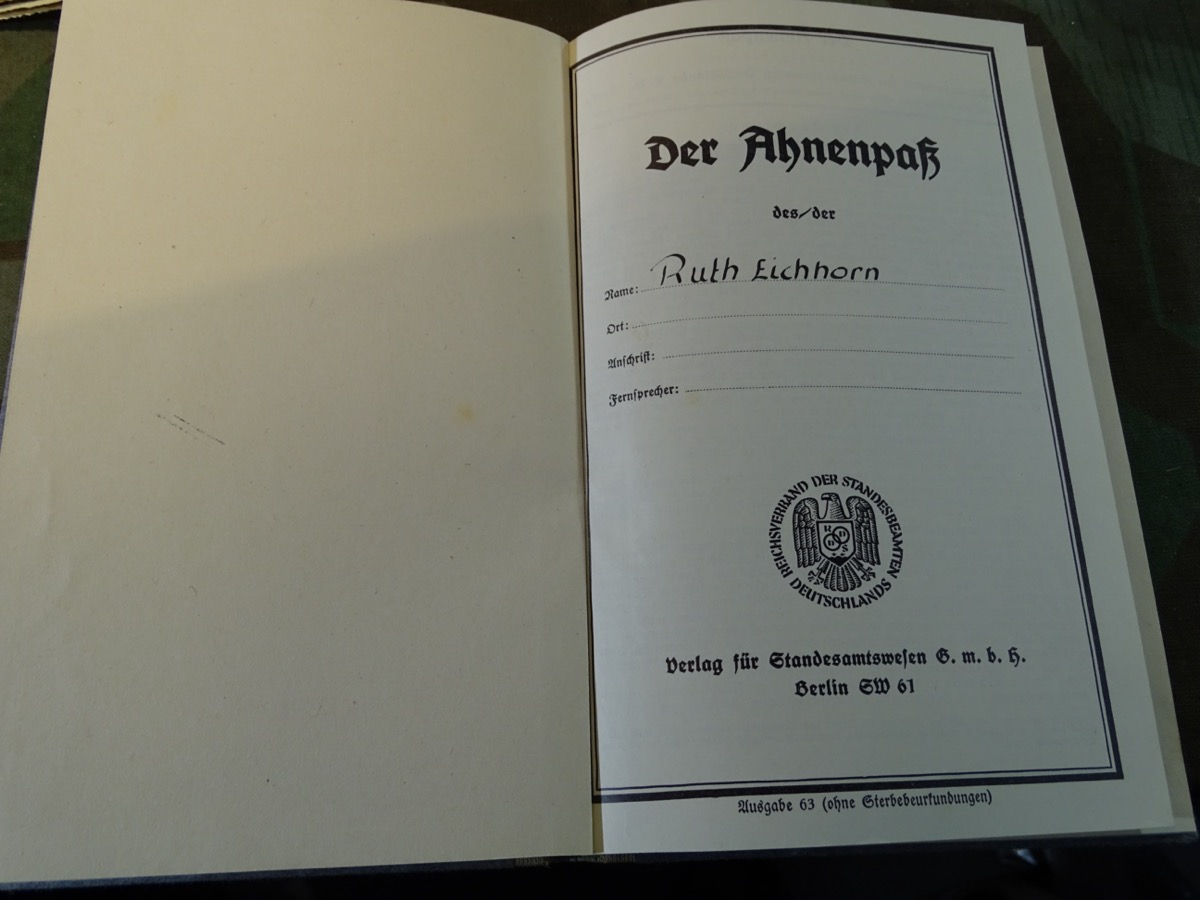 Der Ahnenpaß
des/der
Name: Ruth Eichhorn
Ort:
Anschrift:
Fernsprecher:
REICHSVERBAND DER STANDESBEAMTEN DEUTSCHLANDS
R
D S
Verlag für Standesamtswesen G. m. b. H.
Berlin SW 61
Ausgabe 63 (ohne Sterbebeurkundungen)